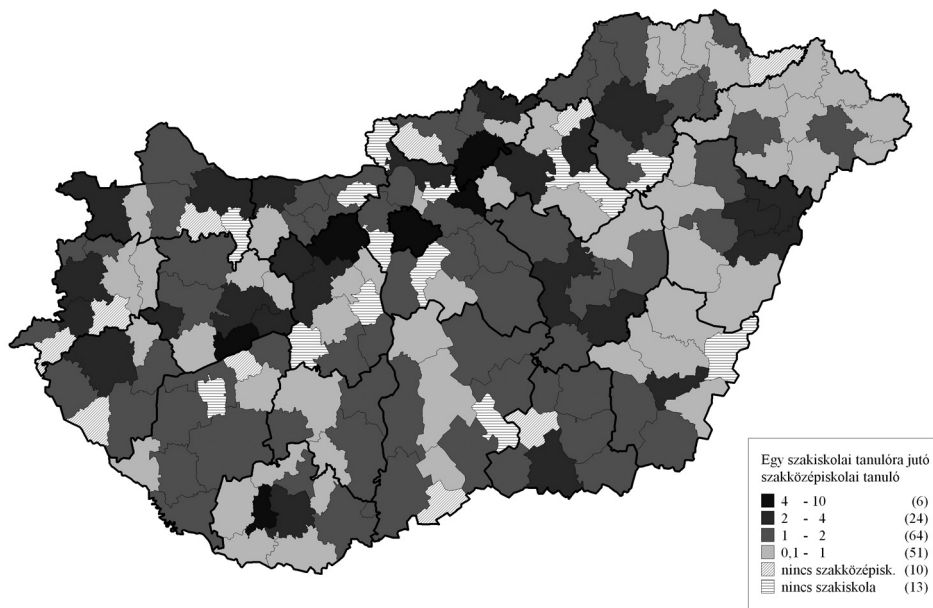 Egy szakiskolai tanulóra jutó
szakközépiskolai tanuló
4 - 10 (6)
2 - 4 (24)
1 - 2 (64)
0,1 - 1 (51)
nincs szakközépisk. (10)
nincs szakiskola (13)